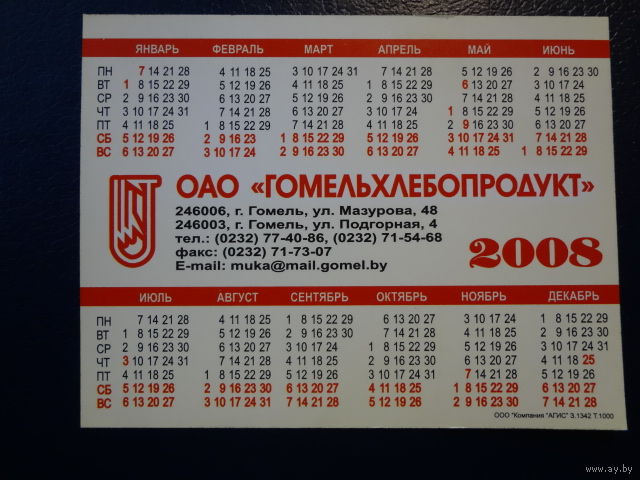 ЯНВАРЬ ФЕВРАЛЬ МАРТ АПРЕЛЬ МАЙ ИЮНЬ
ПН 7 14 21 28 4 11 18 25 3 10 17 24 31 7 14 21 28 5 12 19 26 2 9 16 23 30
ВТ 1 8 15 22 29 5 12 19 26 4 11 18 25 1 8 15 22 29 6 13 20 27 3 10 17 24
СР 2 9 16 23 30 6 13 20 27 5 12 19 26 2 9 16 23 30 7 14 21 28 4 11 18 25
ЧТ 3 10 17 24 31 7 14 21 28 6 13 20 27 3 10 17 24 1 8 15 22 29 5 12 19 26
ПТ 4 11 18 25 1 8 15 22 29 7 14 21 28 4 11 18 25 2 9 16 23 30 6 13 20 27
СБ 5 12 19 26 2 9 16 23 1 8 15 22 29 5 12 19 26 3 10 17 24 31 7 14 21 28
ВС 6 13 20 27 3 10 17 24 2 9 16 23 30 6 13 20 27 4 11 18 25 1 8 15 22 29
ОАО «ГОМЕЛЬХЛЕБОПРОДУКТ»
246006, г. Гомель, ул. Мазурова, 48
246003, г. Гомель, ул. Подгорная, 4
тел.: (0232) 77-40-86, (0232) 71-54-68
факс: (0232) 71-73-07
E-mail: muka@mail.gomel.by
2008
ИЮЛЬ АВГУСТ СЕНТЯБРЬ ОКТЯБРЬ НОЯБРЬ ДЕКАБРЬ
ПН 7 14 21 28 4 11 18 25 1 8 15 22 29 6 13 20 27 3 10 17 24 1 8 15 22 29
ВТ 1 8 15 22 29 5 12 19 26 2 9 16 23 30 7 14 21 28 4 11 18 25 2 9 16 23 30
СР 2 9 16 23 30 6 13 20 27 3 10 17 24 1 8 15 22 29 5 12 19 26 3 10 17 24 31
ЧТ 3 10 17 24 31 7 14 21 28 4 11 18 25 2 9 16 23 30 6 13 20 27 4 11 18 25
ПТ 4 11 18 25 1 8 15 22 29 5 12 19 26 3 10 17 24 31 7 14 21 28 5 12 19 26
СБ 5 12 19 26 2 9 16 23 30 6 13 20 27 4 11 18 25 1 8 15 22 29 6 13 20 27
ВС 6 13 20 27 3 10 17 24 31 7 14 21 28 5 12 19 26 2 9 16 23 30 7 14 21 28
ООО "Компания "АГИС" З.1342 Т.1000
www.ay.by